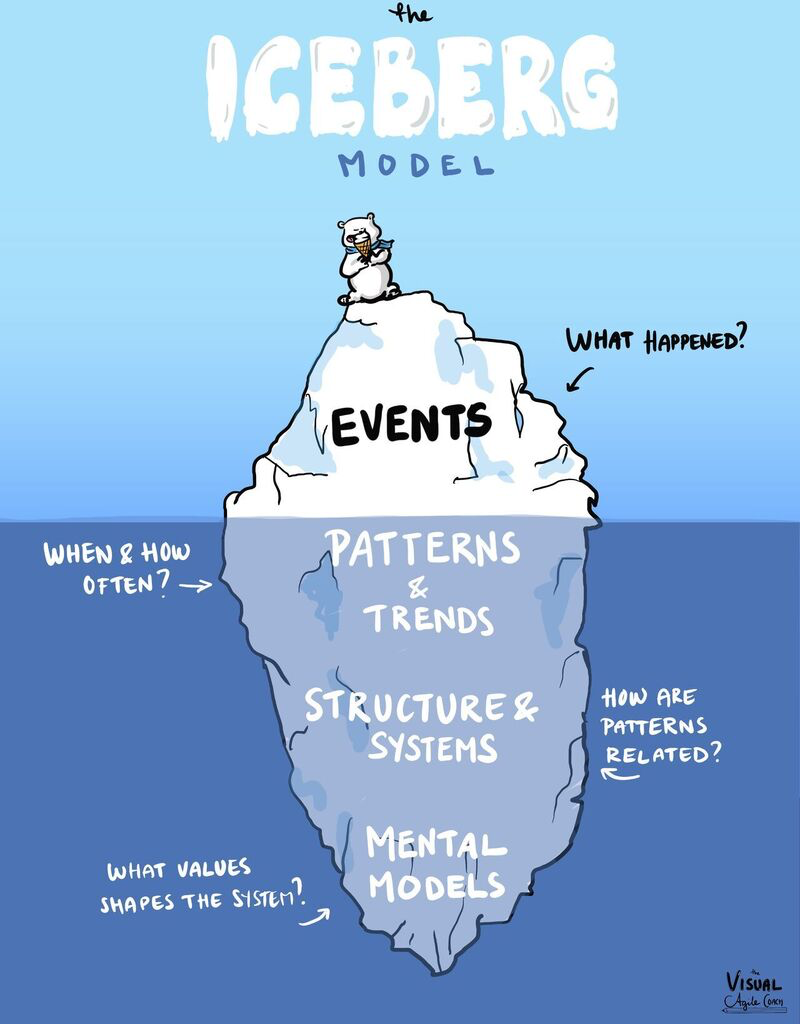 the
ICEBERG
MODEL
WHAT HAPPENED?
EVENTS
PATTERNS
&
TRENDS
WHEN & HOW
OFTEN?
STRUCTURE &
SYSTEMS
HOW ARE
PATTERNS
RELATED?
MENTAL
MODELS
WHAT VALUES
SHAPES THE SYSTEM?
the
VISUAL
Agile COACH